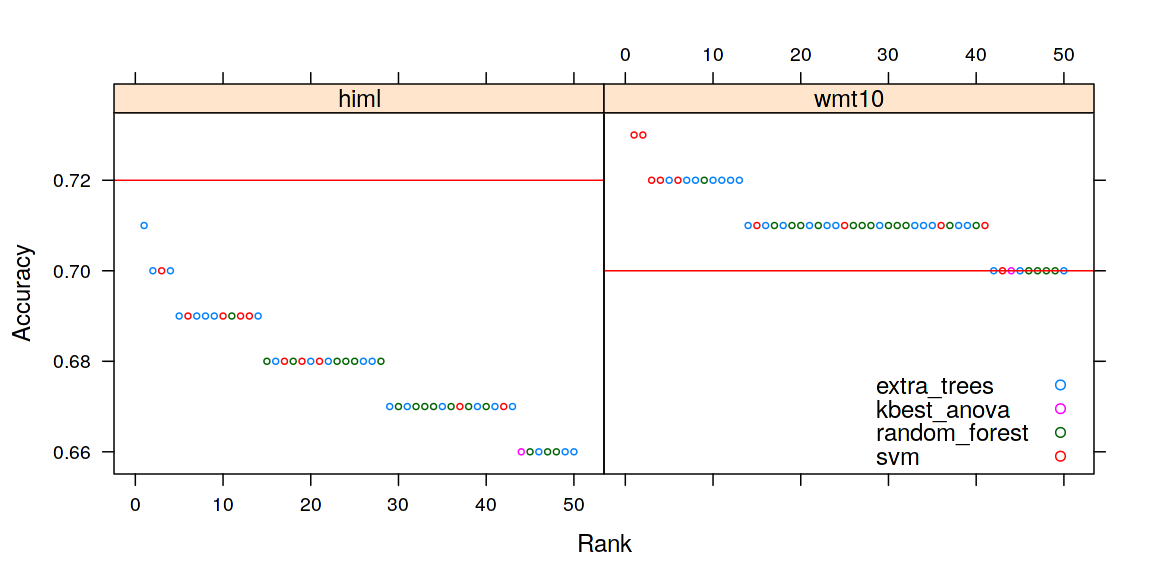 0 10 20 30 40 50
himl wmt10
0.72
0.70
0.68
0.66
Accuracy
extra_trees
kbest_anova
random_forest
svm
0 10 20 30 40 50
Rank